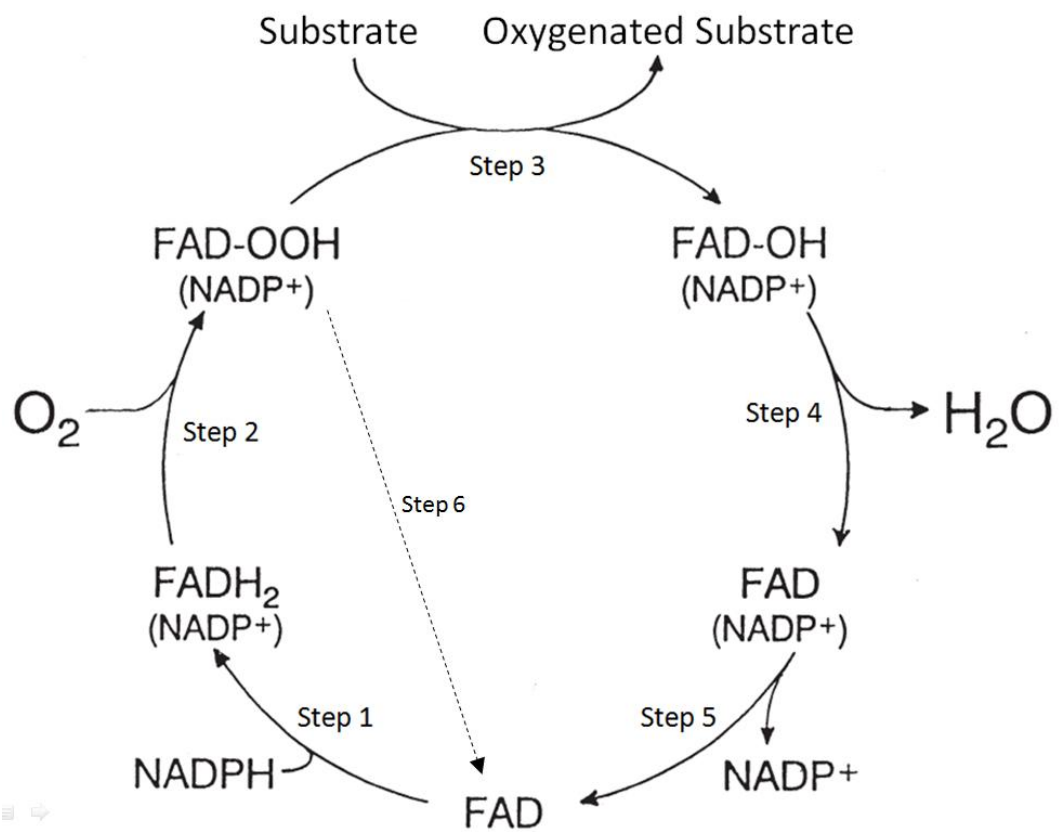 Substrate
Oxygenated Substrate
Step 3
FAD-OOH
(NADP+)
FAD-OH
(NADP+)
O2
Step 2
Step 4
H2O
Step 6
FADH2
(NADP+)
FAD
(NADP+)
Step 1
Step 5
NADPH
NADP+
FAD